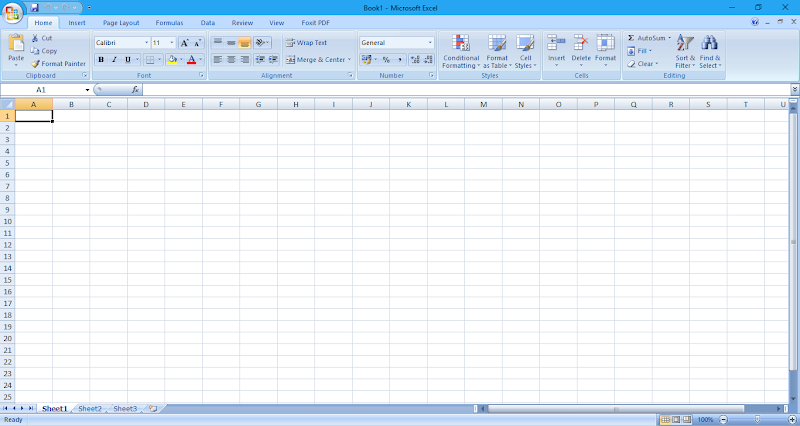 Book1 - Microsoft Excel
Home Insert Page Layout Formulas Data Review View Foxit PDF
Paste Cut Copy Format Painter
Calibri 11
B I U A
Wrap Text
Merge & Center
General
% ,
Conditional Formatting Format as Table Cell Styles
Insert Delete Format
Σ AutoSum Fill Clear
Sort & Filter Find & Select
Clipboard Font Alignment Number Styles Cells Editing
A1 fx
A B C D E F G H I J K L M N O P Q R S T U
1
2
3
4
5
6
7
8
9
10
11
12
13
14
15
16
17
18
19
20
21
22
23
24
25
Sheet1 Sheet2 Sheet3
Ready 100%